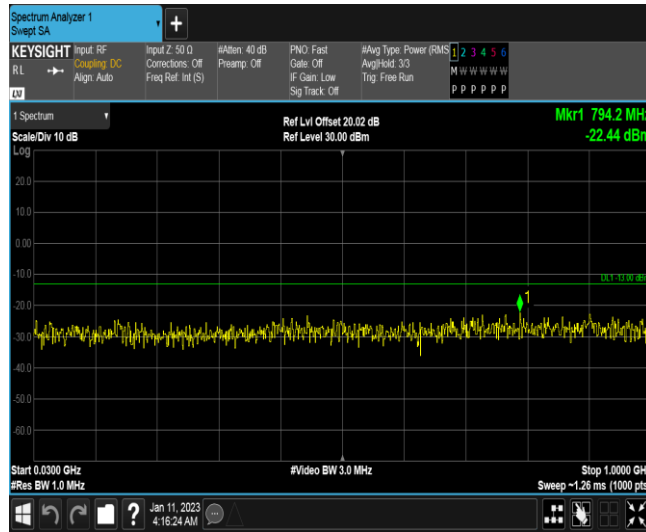 Spectrum Analyzer 1
Swept SA
+
KEYSIGHT Input: RF Input Z: 50 Ω #Atten: 40 dB PNO: Fast #Avg Type: Power (RMS 1 2 3 4 5 6
RL Coupling: DC Corrections: Off Preamp: Off Gate: Off Avg|Hold: 3/3 M W W W W W
Align: Auto Freq Ref: Int (S) IF Gain: Low Trig: Free Run
LXI Sig Track: Off P P P P P P
1 Spectrum Ref Lvl Offset 20.02 dB Mkr1 794.2 MHz
Scale/Div 10 dB Ref Level 30.00 dBm -22.44 dBm
Log
20.0
10.0
0.00
-10.0 DL1 -13.00 dBm
1
-20.0
-30.0
-40.0
-50.0
-60.0
Start 0.0300 GHz #Video BW 3.0 MHz Stop 1.0000 GH
#Res BW 1.0 MHz Sweep ~1.26 ms (1000 pts
? Jan 11, 2023
4:16:24 AM